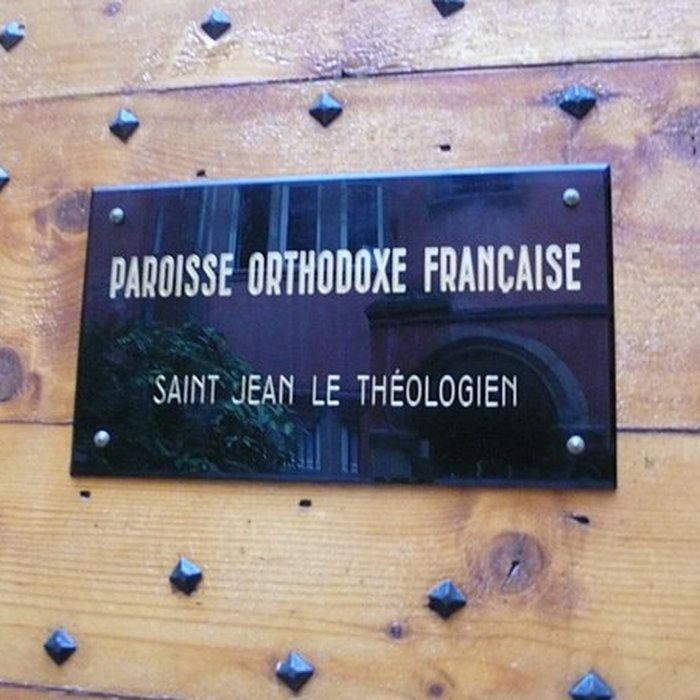 PAROISSE ORTHODOXE FRANÇAISE
SAINT JEAN LE THÉOLOGIEN